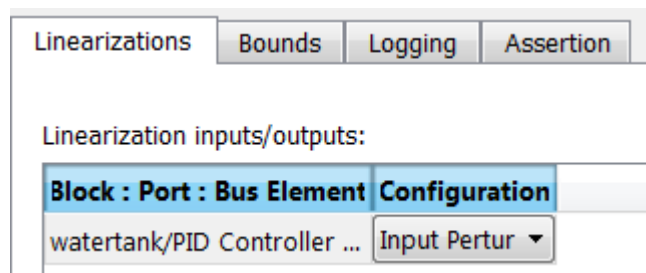 Linearizations Bounds Logging Assertion
Linearization inputs/outputs:
Block : Port : Bus Element Configuration
watertank/PID Controller ... Input Pertur